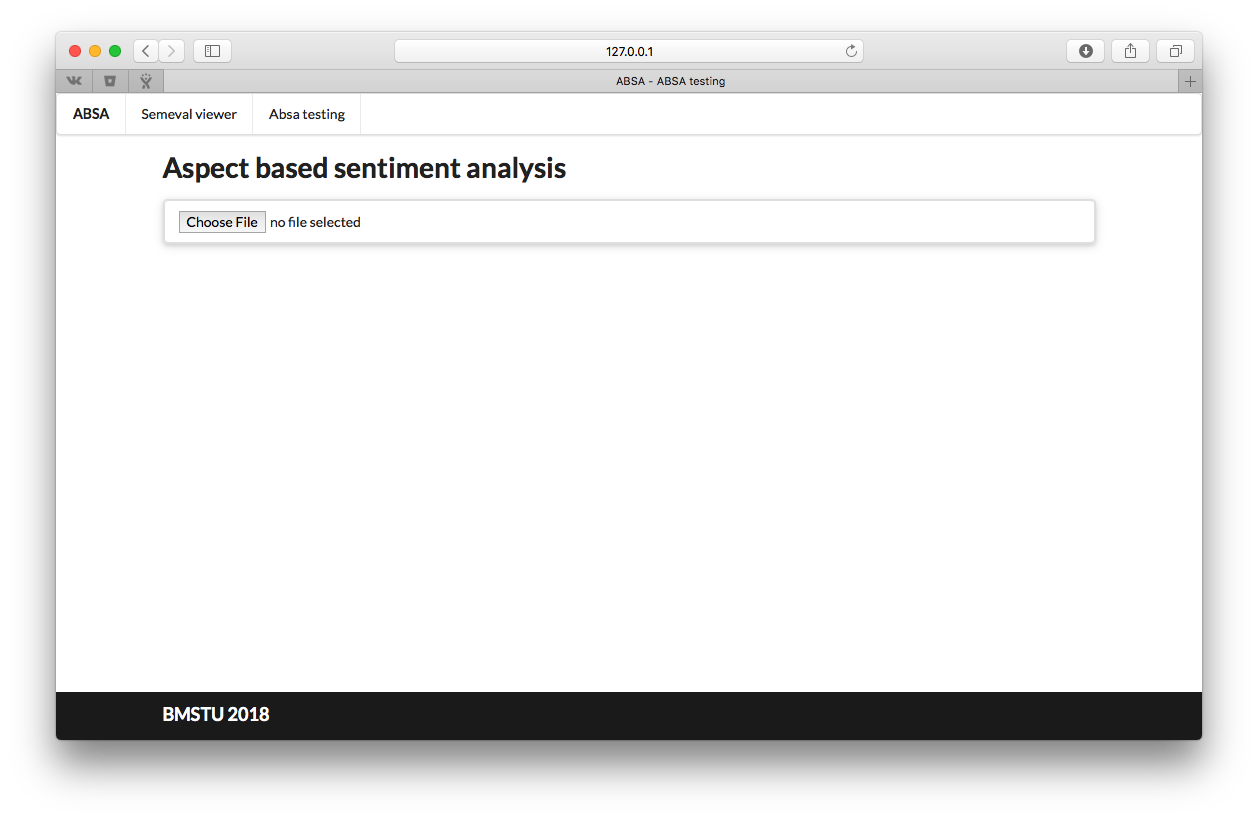 127.0.0.1
ABSA - ABSA testing
ABSA Semeval viewer Absa testing
Aspect based sentiment analysis
Choose File no file selected
BMSTU 2018